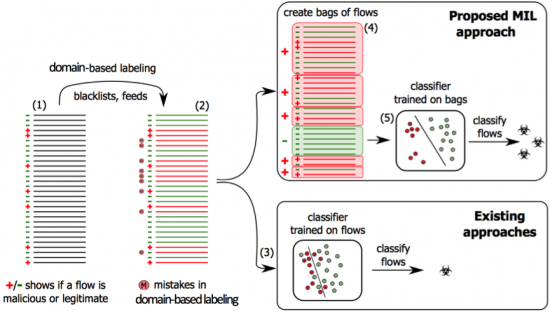 create bags of flows
(4)
Proposed MIL
approach
domain-based labeling
blacklists, feeds
(1)
(2)
(5)
classifier
trained on bags
classify
flows
(3)
classifier
trained on flows
classify
flows
Existing
approaches
+/- shows if a flow is
malicious or legitimate
M mistakes in
domain-based labeling